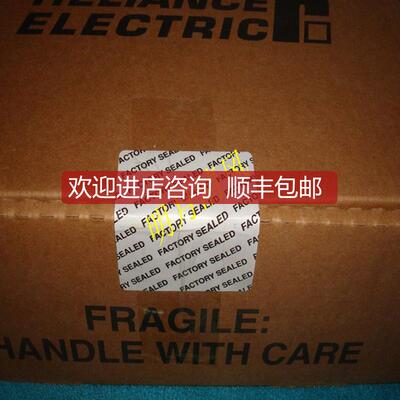 RELIANCE
ELECTRIC
FACTORY SEALED
欢迎进店咨询 顺丰包邮
FRAGILE:
HANDLE WITH CARE